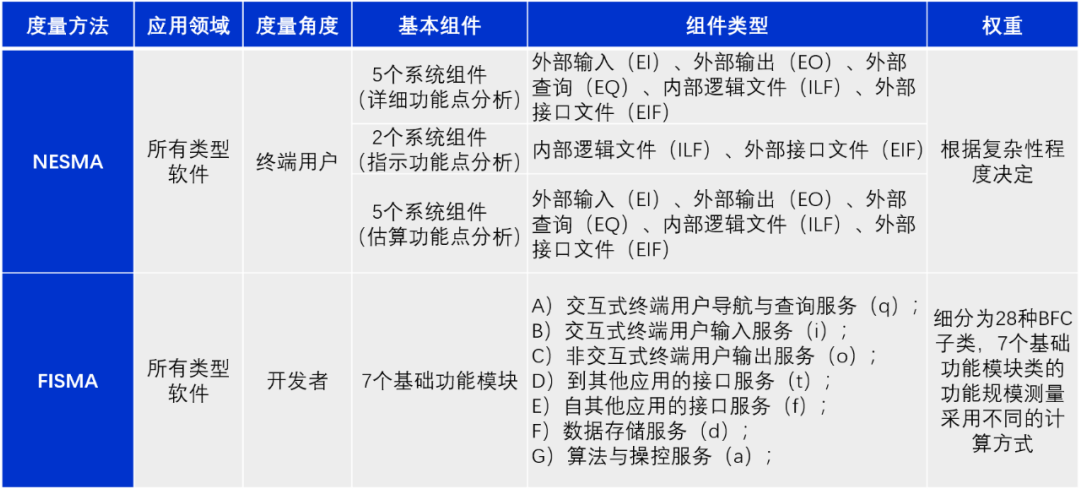 度量方法 应用领域 度量角度 基本组件 组件类型 权重
NESMA
所有类型
软件
终端用户
5个系统组件
（详细功能点分析）
外部输入（EI）、外部输出（EO）、外部
查询（EQ）、内部逻辑文件（ILF）、外部
接口文件（EIF）
2个系统组件
（指示功能点分析）
内部逻辑文件（ILF）、外部接口文件（EIF）
5个系统组件
（估算功能点分析）
外部输入（EI）、外部输出（EO）、外部
查询（EQ）、内部逻辑文件（ILF）、外部
接口文件（EIF）
根据复杂性程
度决定
FISMA
所有类型
软件
开发者
7个基础功能模块
A）交互式终端用户导航与查询服务（q）；
B）交互式终端用户输入服务（i）；
C）非交互式终端用户输出服务（o）；
D）到其他应用的接口服务（t）；
E）自其他应用的接口服务（f）；
F）数据存储服务（d）；
G）算法与操控服务（a）；
细分为28种BFC
子类，7个基础
功能模块类的
功能规模测量
采用不同的计
算方式